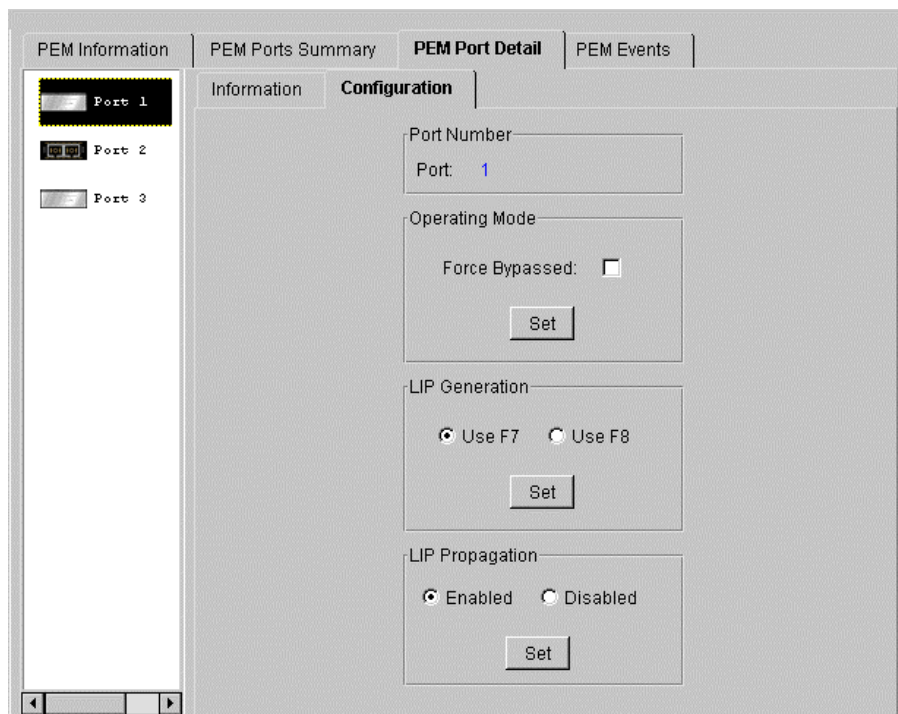 PEM Information PEM Ports Summary PEM Port Detail PEM Events
Port 1
Port 2
Port 3
Information Configuration
Port Number
Port: 1
Operating Mode
Force Bypassed:
Set
LIP Generation
Use F7 Use F8
Set
LIP Propagation
Enabled Disabled
Set